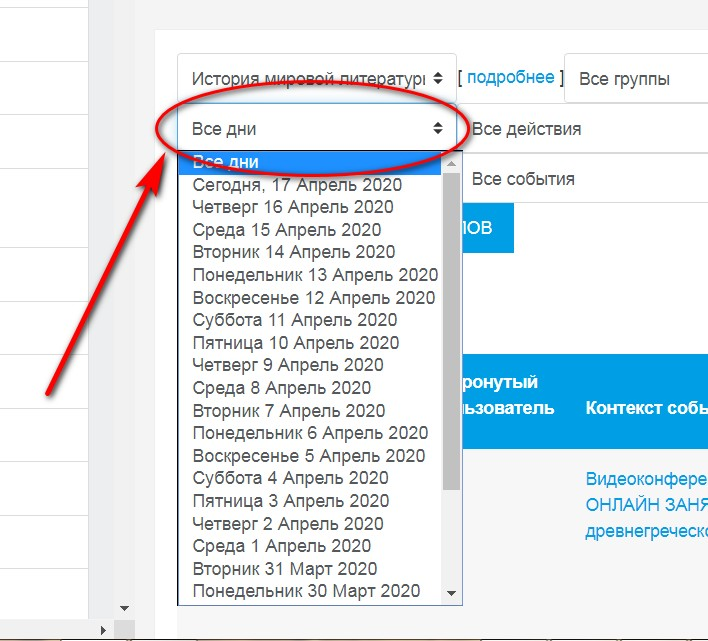 История мировой литературы [ подробнее ] Все группы
Все дни Все действия
Все дни
Сегодня, 17 Апрель 2020
Все события
Четверг 16 Апрель 2020
Среда 15 Апрель 2020
Вторник 14 Апрель 2020
Понедельник 13 Апрель 2020
Воскресенье 12 Апрель 2020
Суббота 11 Апрель 2020
Пятница 10 Апрель 2020
Четверг 9 Апрель 2020
Среда 8 Апрель 2020
Вторник 7 Апрель 2020
Понедельник 6 Апрель 2020
Воскресенье 5 Апрель 2020
Суббота 4 Апрель 2020
Пятница 3 Апрель 2020
Четверг 2 Апрель 2020
Среда 1 Апрель 2020
Вторник 31 Март 2020
Понедельник 30 Март 2020
ЛОВ
ронутый
льзователь Контекст собы
Видеоконфере
ОНЛАЙН ЗАНЯ
древнегреческо